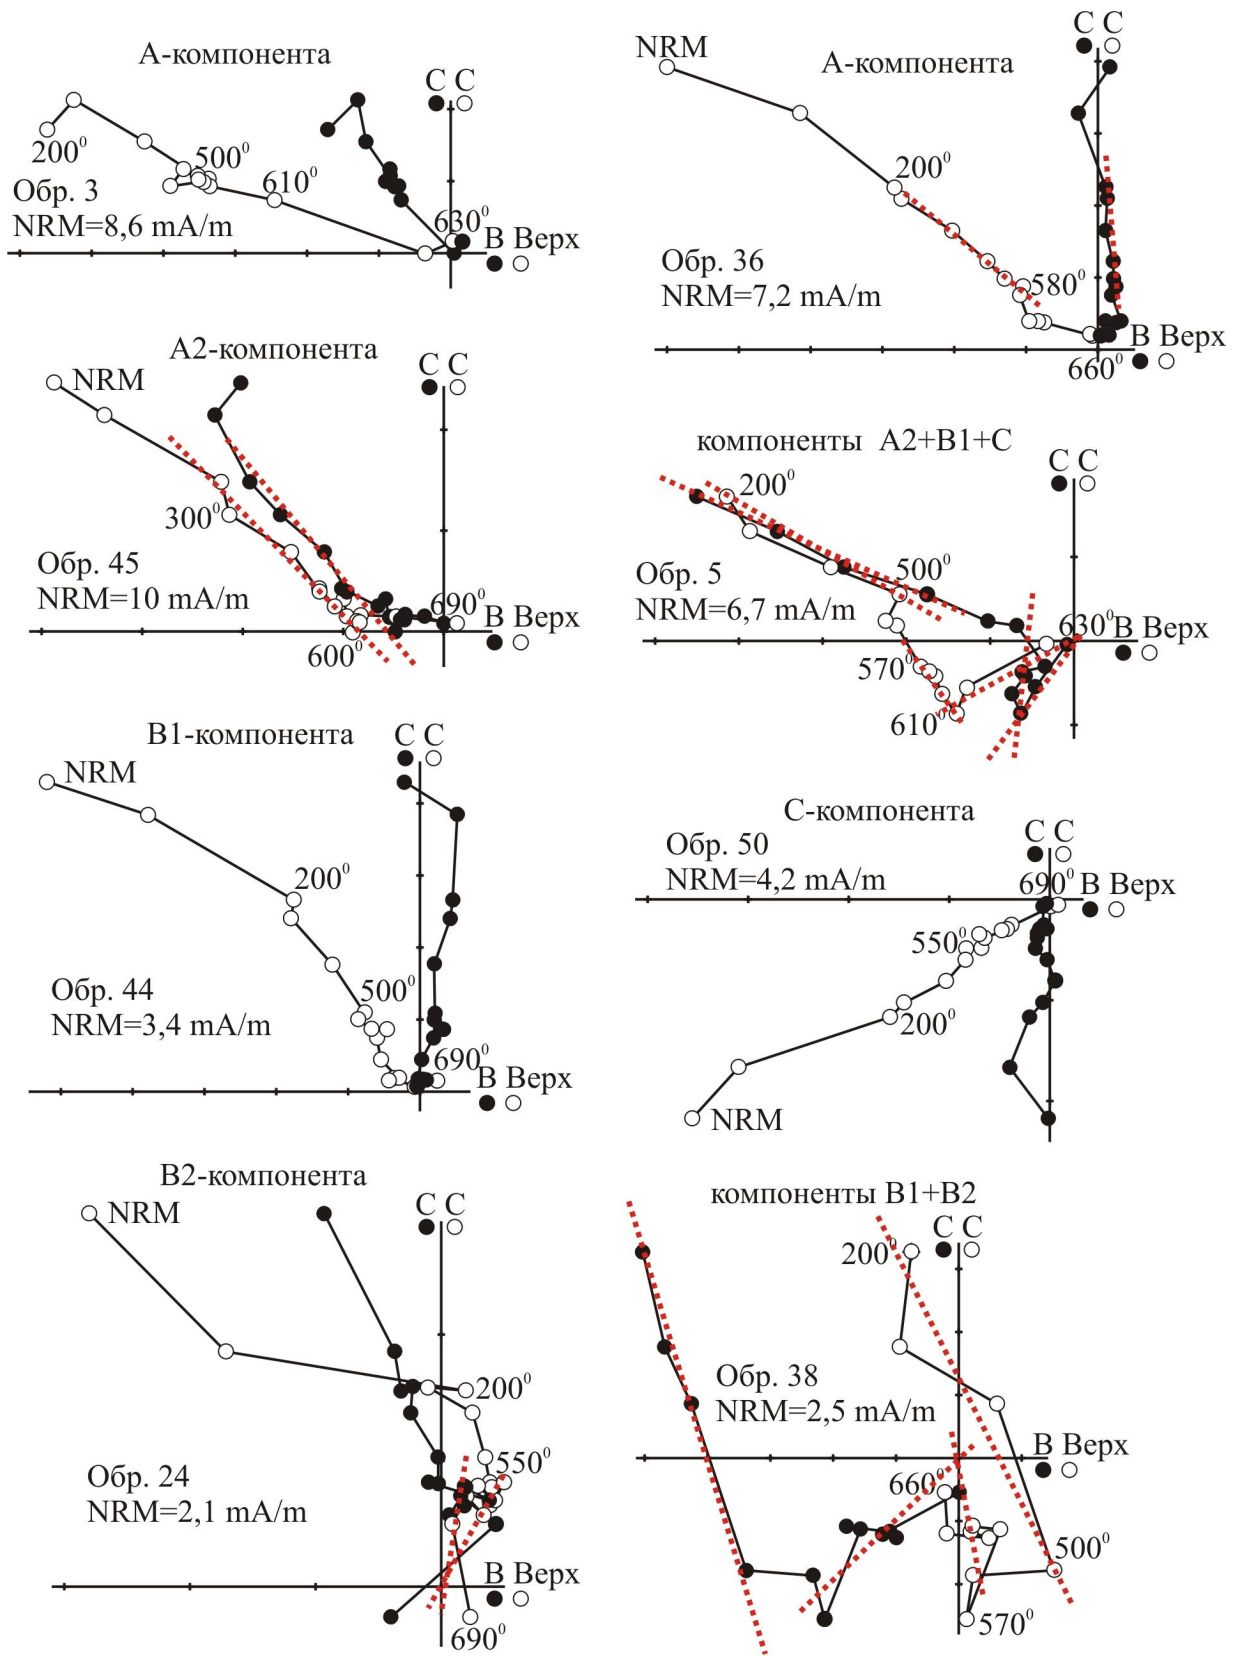 А-компонента
С С
200⁰
500⁰
610⁰
Обр. 3
NRM=8,6 mA/m
630⁰
В Верх
А2-компонента
NRM
С С
300⁰
Обр. 45
NRM=10 mA/m
690⁰
В Верх
600⁰
В1-компонента
С С
NRM
200⁰
500⁰
Обр. 44
NRM=3,4 mA/m
690⁰
В Верх
В2-компонента
NRM
С С
200⁰
550⁰
Обр. 24
NRM=2,1 mA/m
В Верх
690⁰
NRM
А-компонента
С С
200⁰
Обр. 36
NRM=7,2 mA/m
580⁰
В Верх
660⁰
компоненты А2+В1+С
С С
200⁰
500⁰
Обр. 5
NRM=6,7 mA/m
630⁰
В Верх
570⁰
610⁰
С-компонента
Обр. 50
NRM=4,2 mA/m
С С
690⁰
В Верх
550⁰
200⁰
NRM
компоненты В1+В2
С С
200⁰
Обр. 38
NRM=2,5 mA/m
В Верх
660⁰
500⁰
570⁰